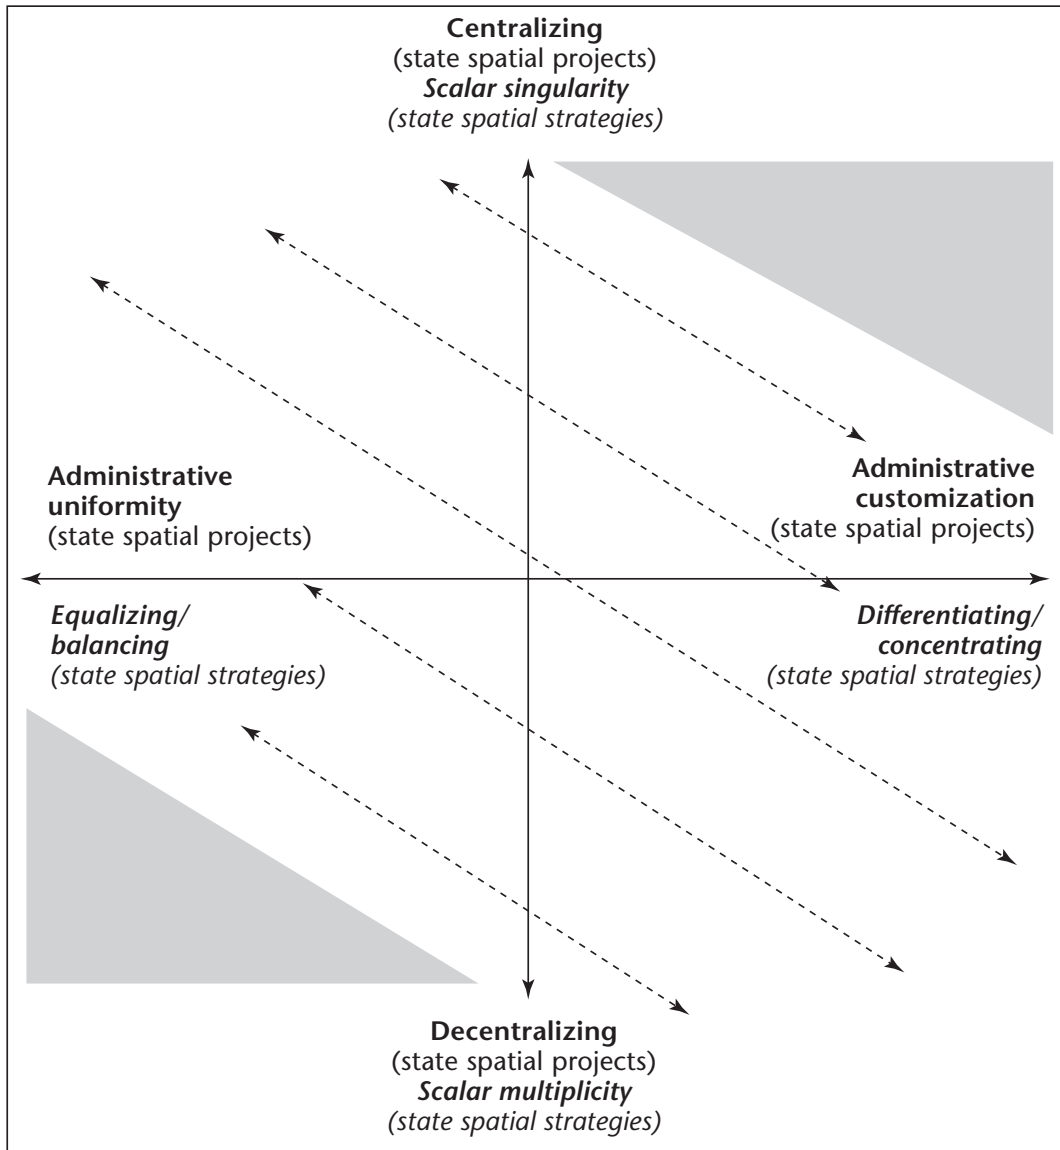 Centralizing
(state spatial projects)
Scalar singularity
(state spatial strategies)
Administrative
uniformity
(state spatial projects)
Administrative
customization
(state spatial projects)
Equalizing/
balancing
(state spatial strategies)
Differentiating/
concentrating
(state spatial strategies)
Decentralizing
(state spatial projects)
Scalar multiplicity
(state spatial strategies)